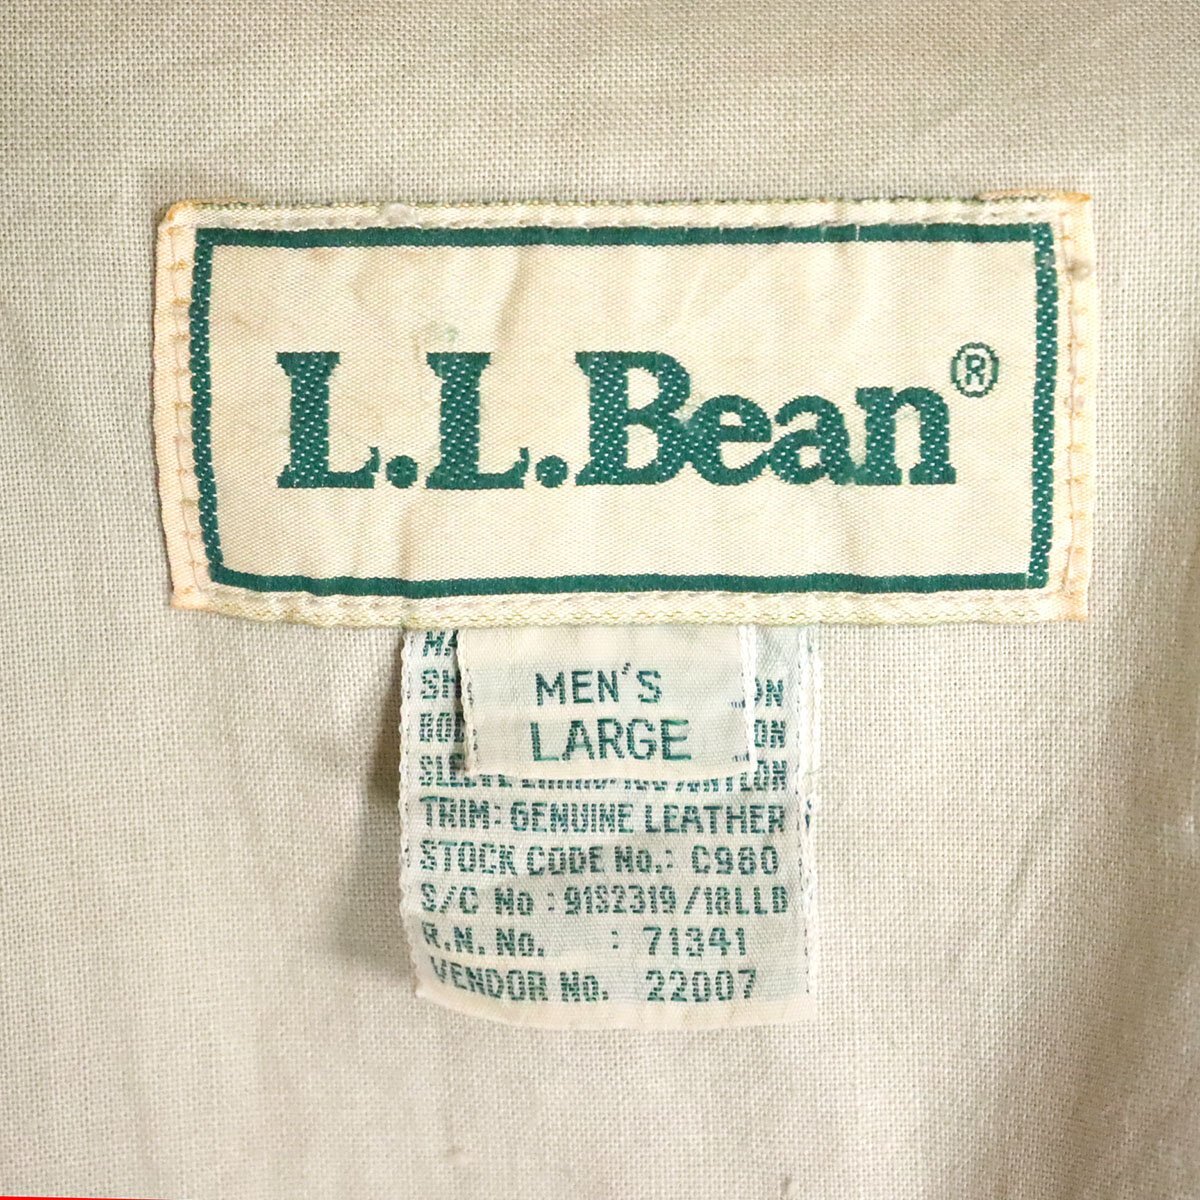 L.L.Bean®
MEN'S
LARGE
TRIM: GENUINE LEATHER
STOCK CODE No.: C980
S/C No : 91S2319/18LLB
R.N. No. : 71341
VENDOR No. 22007